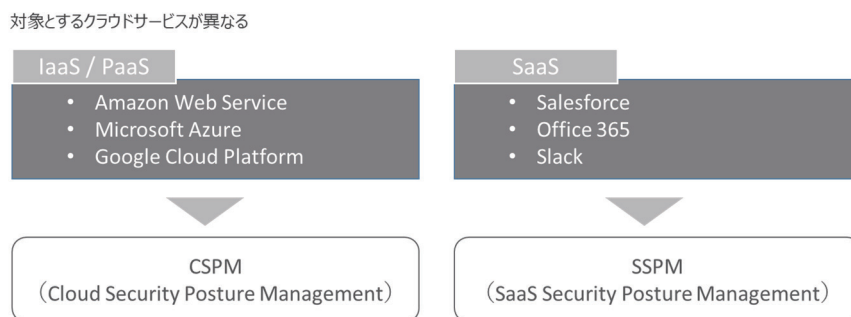 対象とするクラウドサービスが異なる
IaaS / PaaS
• Amazon Web Service
• Microsoft Azure
• Google Cloud Platform
CSPM
（Cloud Security Posture Management）
SaaS
• Salesforce
• Office 365
• Slack
SSPM
（SaaS Security Posture Management）